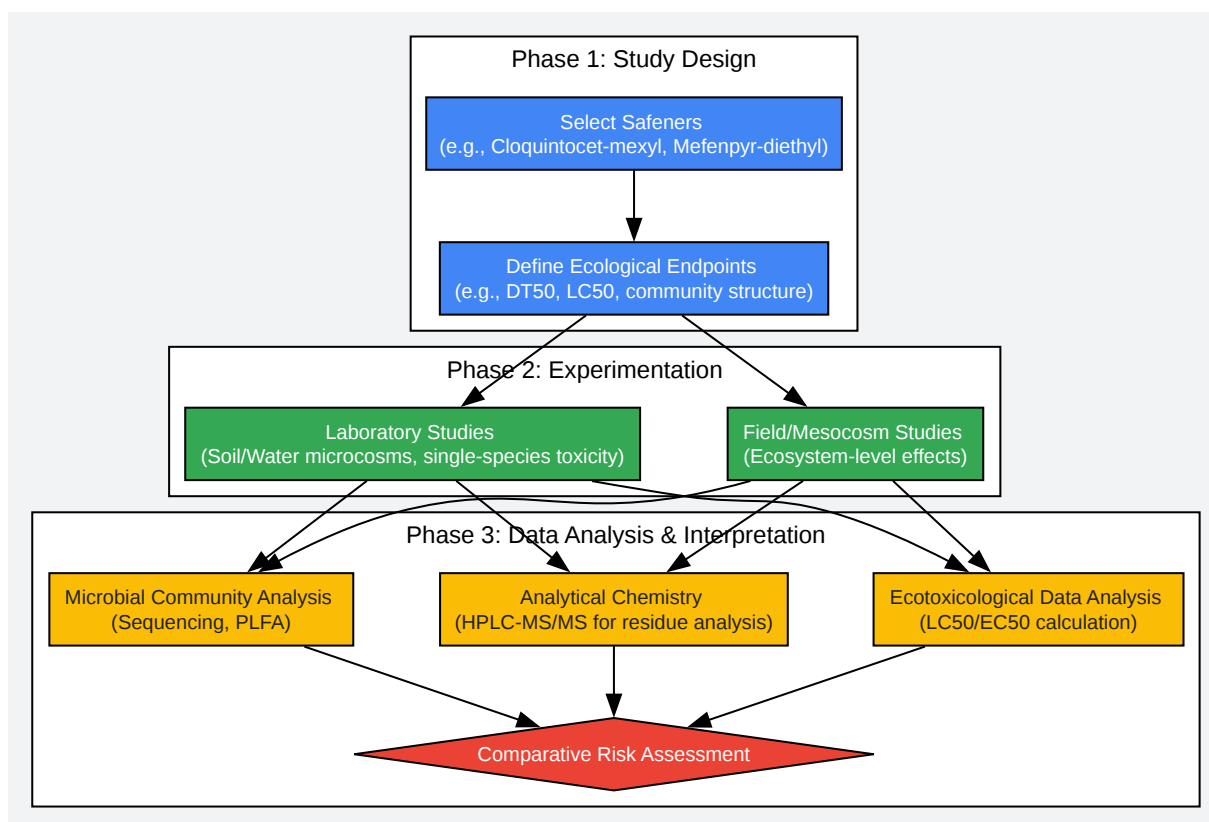 Phase 1: Study Design
Select Safeners
(e.g., Cloquintocet-mexyl, Mefenpyr-diethyl)
Define Ecological Endpoints
(e.g., DT50, LC50, community structure)
Phase 2: Experimentation
Laboratory Studies
(Soil/Water microcosms, single-species toxicity)
Field/Mesocosm Studies
(Ecosystem-level effects)
Phase 3: Data Analysis & Interpretation
Microbial Community Analysis
(Sequencing, PLFA)
Analytical Chemistry
(HPLC-MS/MS for residue analysis)
Ecotoxicological Data Analysis
(LC50/EC50 calculation)
Comparative Risk Assessment